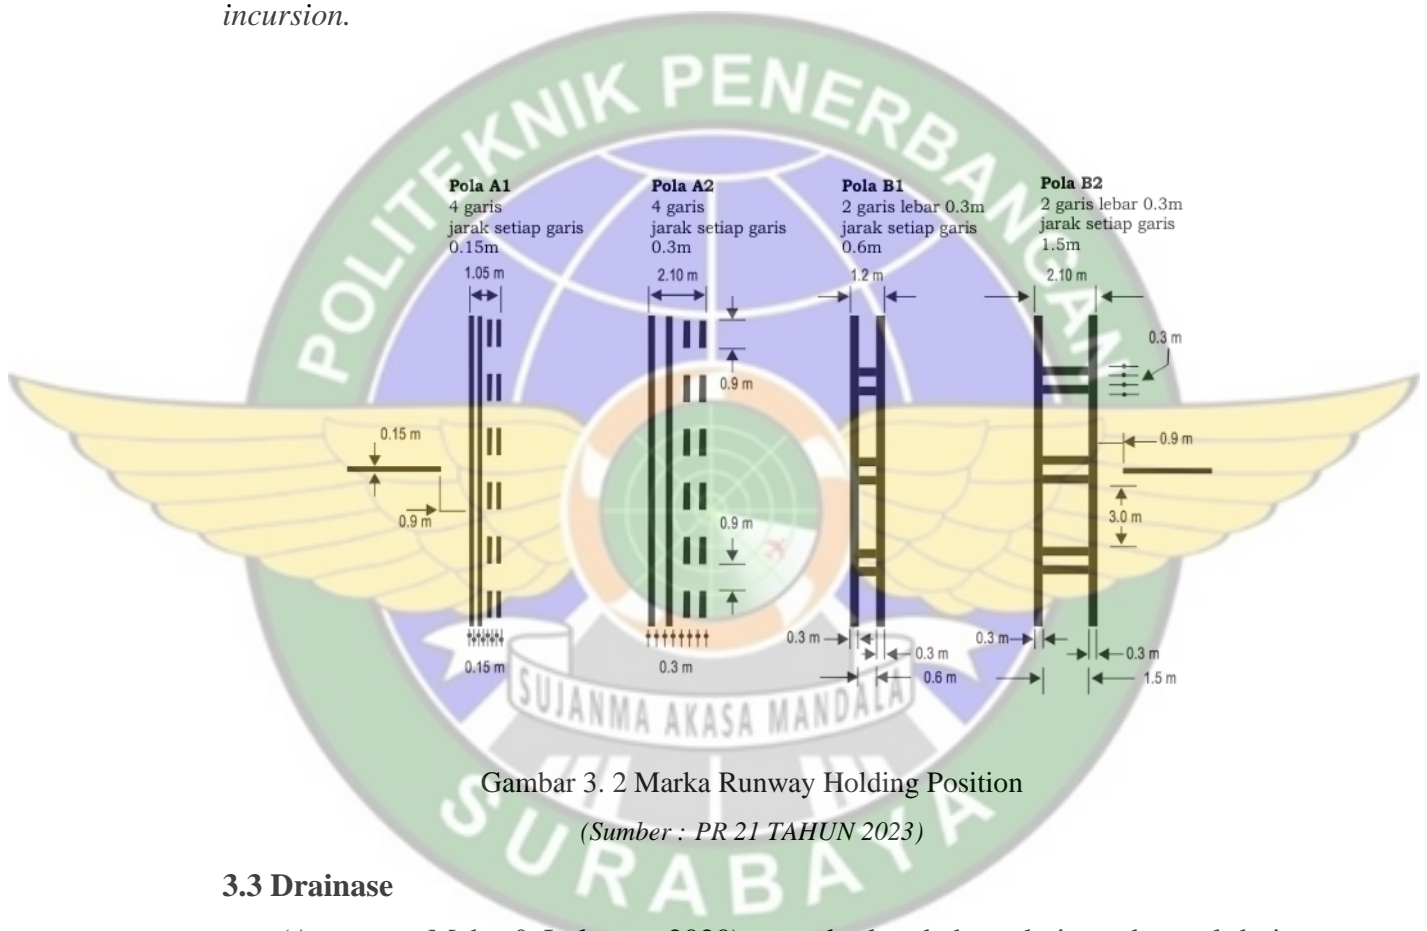 incursion.
POLITEKNIK PENERBANGAN
Pola A1
4 garis
jarak setiap garis
0.15m
1.05 m
Pola A2
4 garis
jarak setiap garis
0.3m
2.10 m
Pola B1
2 garis lebar 0.3m
jarak setiap garis
0.6m
1.2 m
Pola B2
2 garis lebar 0.3m
jarak setiap garis
1.5m
2.10 m
0.3 m
0.9 m
0.15 m
0.9 m
0.9 m
3.0 m
0.9 m
0.3 m
0.3 m
0.3 m
0.3 m
0.15 m
0.3 m
0.6 m
1.5 m
SUJANMA AKASA MANDALA
Gambar 3. 2 Marka Runway Holding Position
(Sumber : PR 21 TAHUN 2023)
SURABAYA
3.3 Drainase